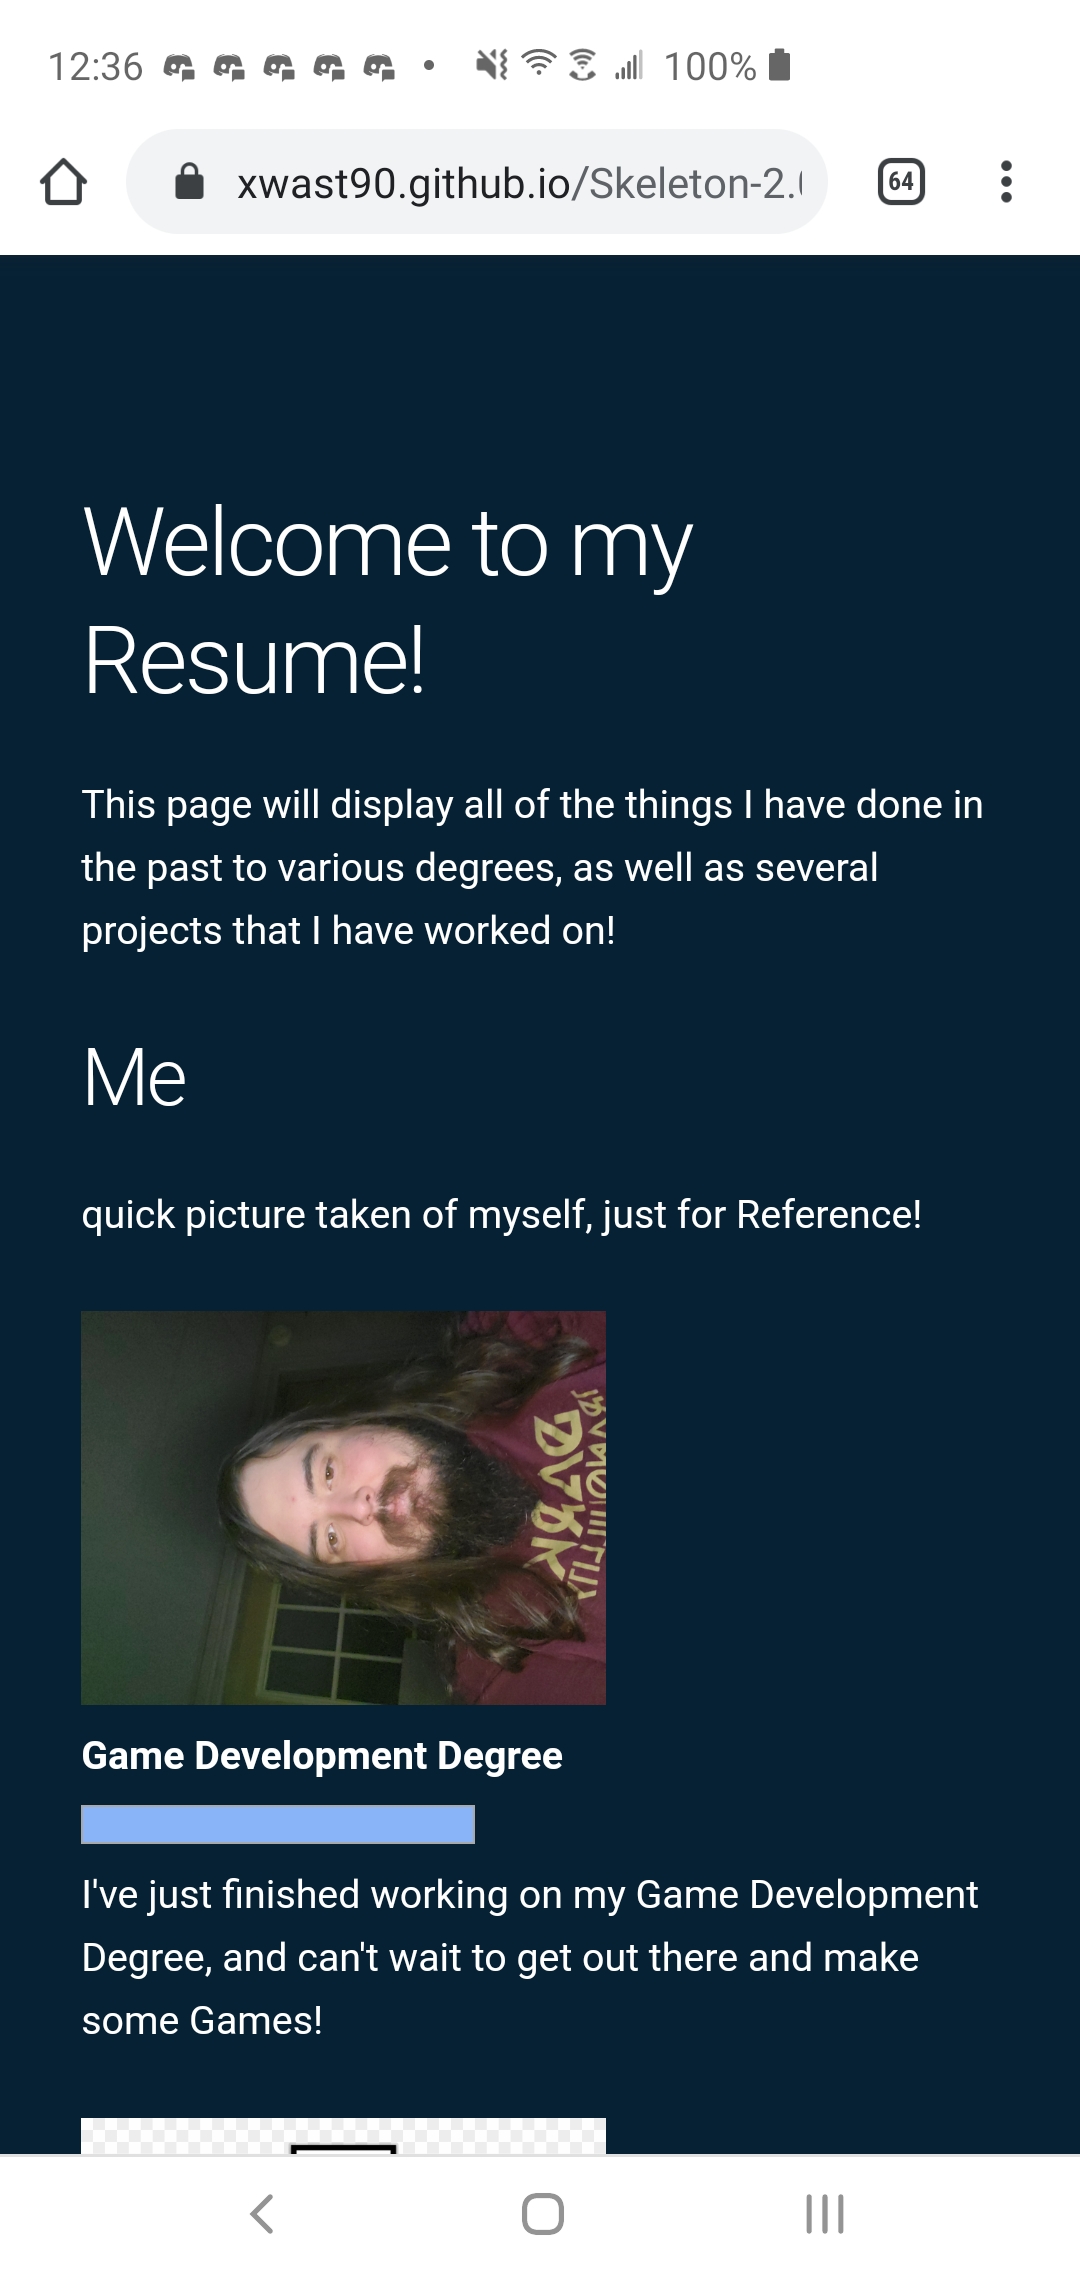 12:36
100%
xwast90.github.io/Skeleton-2.
64
Welcome to my
Resume!
This page will display all of the things I have done in
the past to various degrees, as well as several
projects that I have worked on!
Me
quick picture taken of myself, just for Reference!
Game Development Degree
I've just finished working on my Game Development
Degree, and can't wait to get out there and make
some Games!